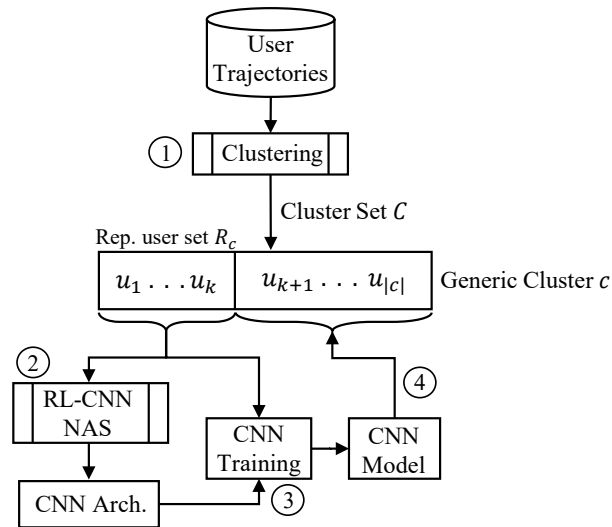 User
Trajectories
1
Clustering
Cluster Set C
Rep. user set R_c
u_1 . . . u_k
u_{k+1} . . . u_{|c|}
Generic Cluster c
2
RL-CNN
NAS
4
CNN
Training
CNN
Model
CNN Arch.
3